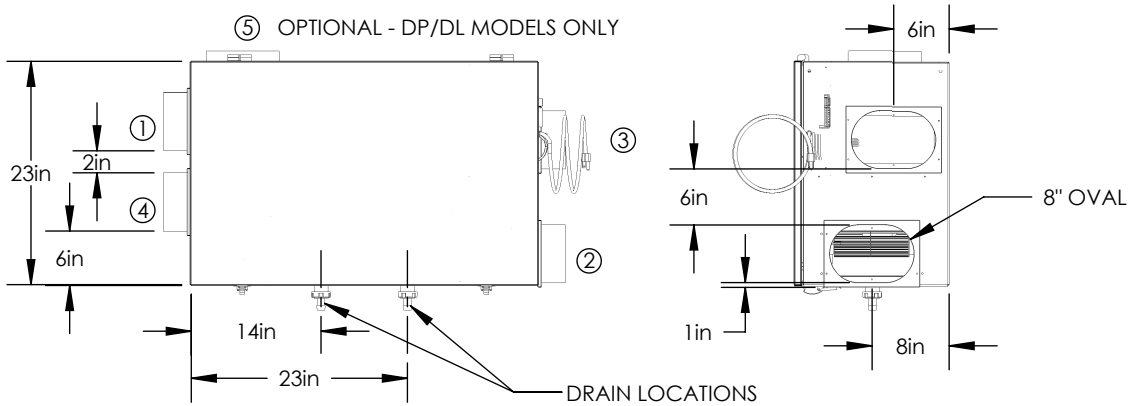 ⑤ OPTIONAL - DP/DL MODELS ONLY
6in
①
③
2in
23in
④
6in
8" OVAL
6in
②
14in
1in
8in
23in
DRAIN LOCATIONS